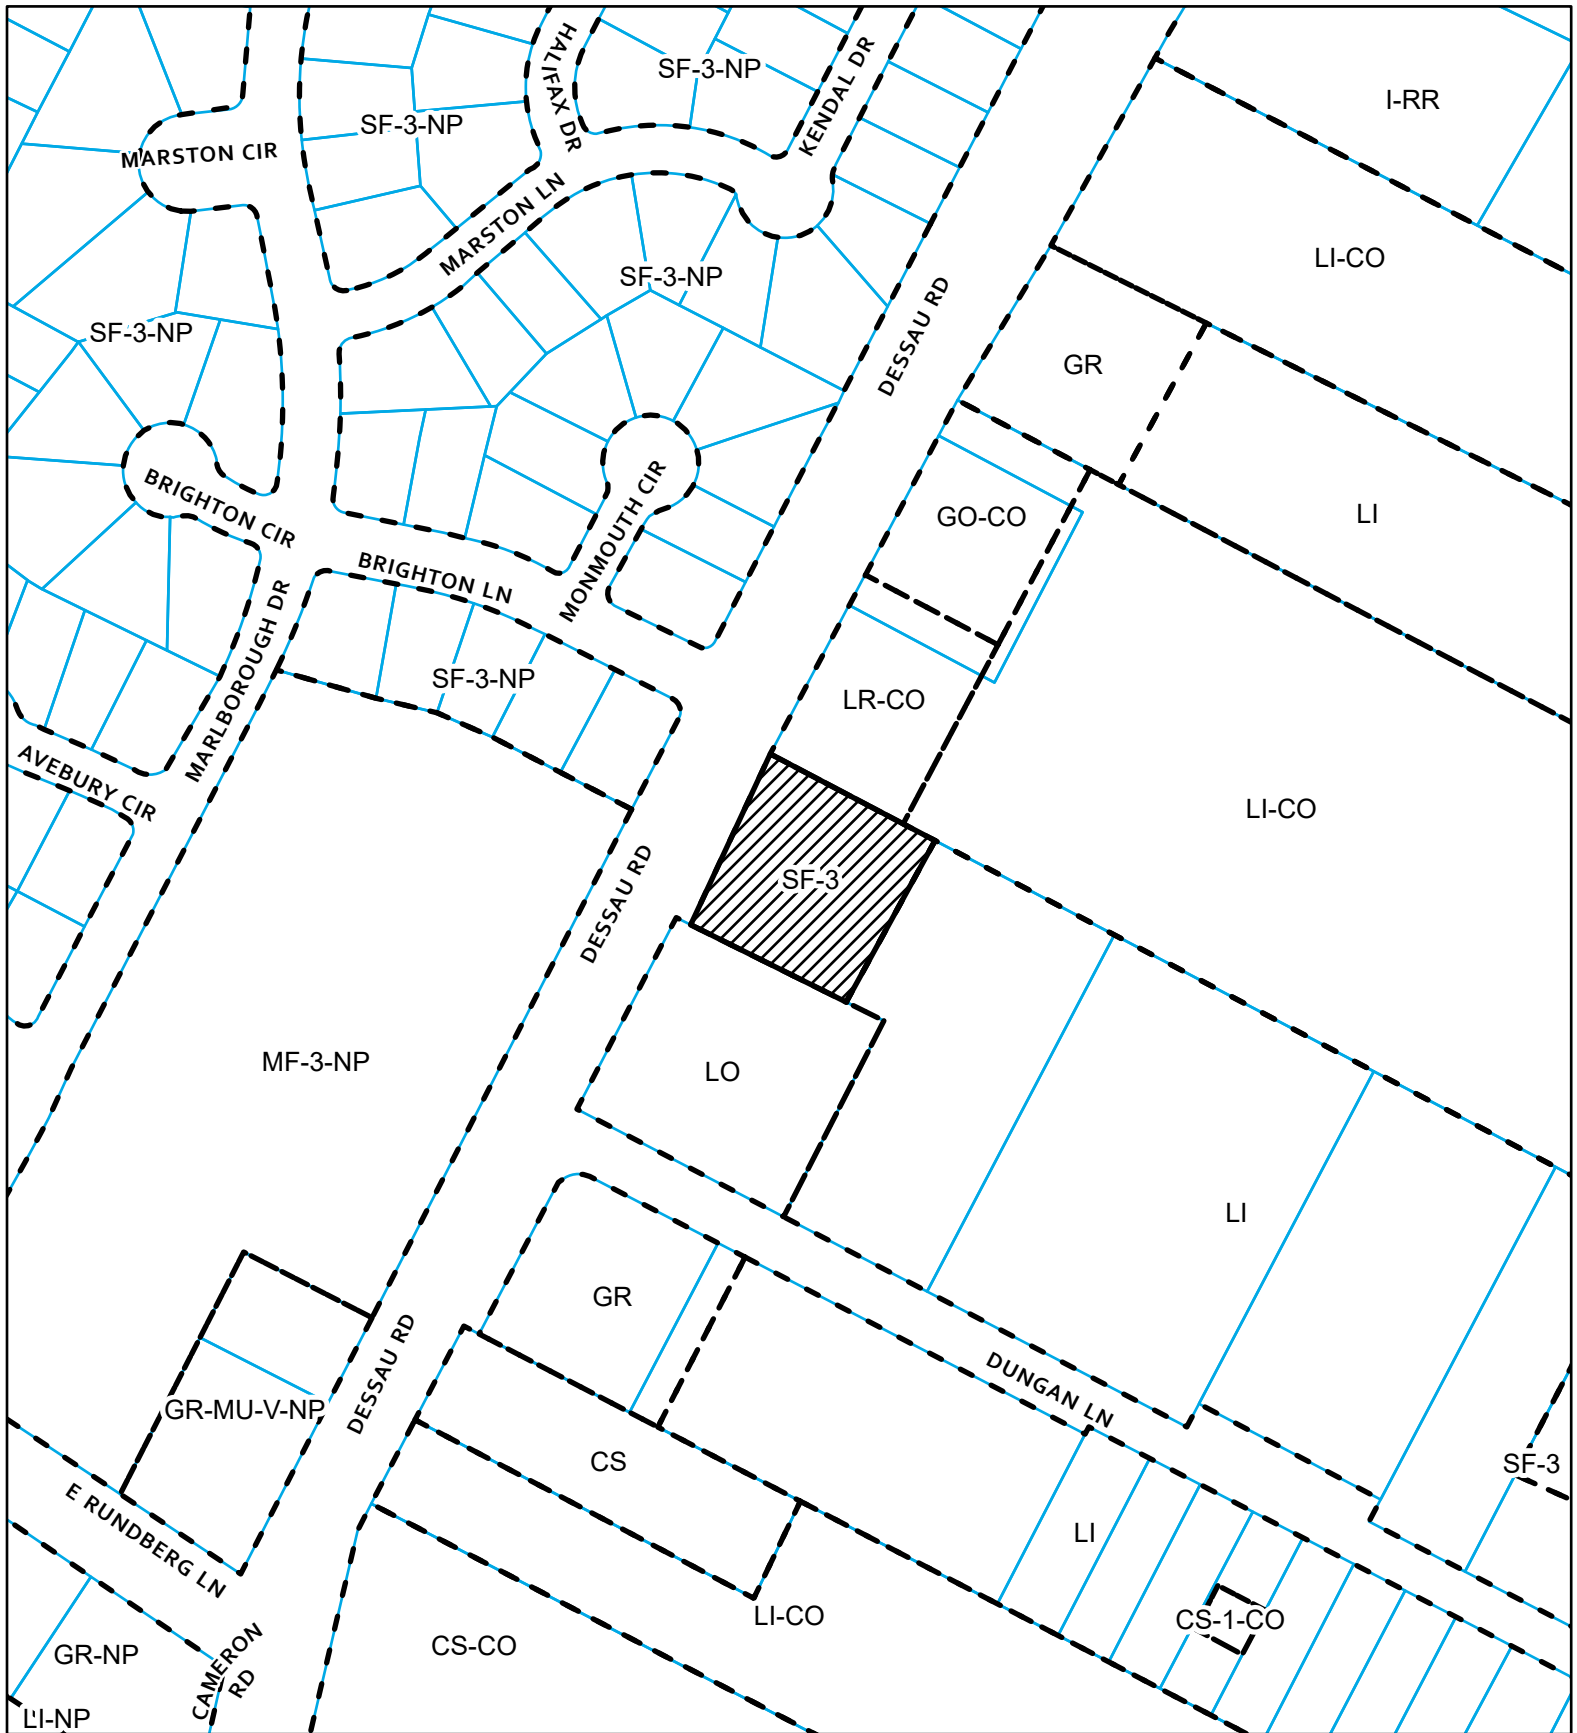 HALIFAX DR
SF-3-NP
KENDAL DR
I-RR
SF-3-NP
MARSTON CIR
MARSTON LN
SF-3-NP
LI-CO
SF-3-NP
DESSAU RD
GR
BRIGHTON CIR
MONMOUTH CIR
GO-CO
LI
BRIGHTON LN
MARLBOROUGH DR
SF-3-NP
LR-CO
AVEBURY CIR
LI-CO
SF-3
DESSAU RD
MF-3-NP
LO
LI
GR
DESSAU RD
DUNGAN LN
GR-MU-V-NP
CS
SF-3
E RUNDBERG LN
LI
LI-CO
CS-1-CO
GR-NP
CAMERON
RD
CS-CO
LI-NP